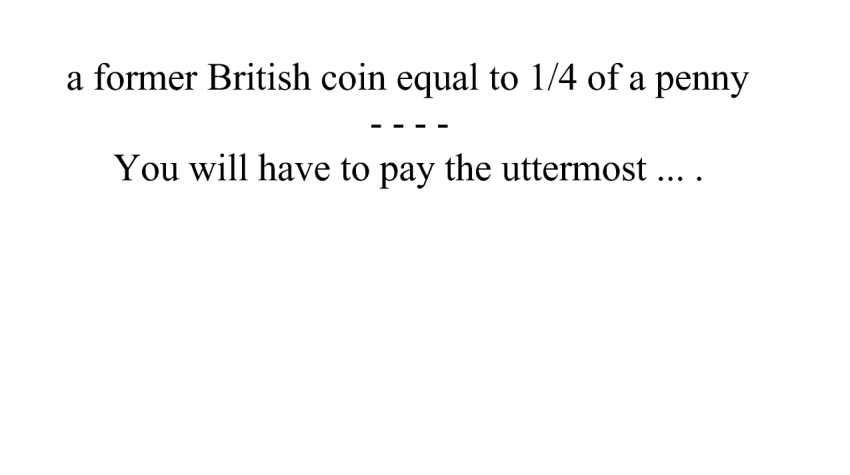 a former British coin equal to 1/4 of a penny
- - - -
You will have to pay the uttermost ... .